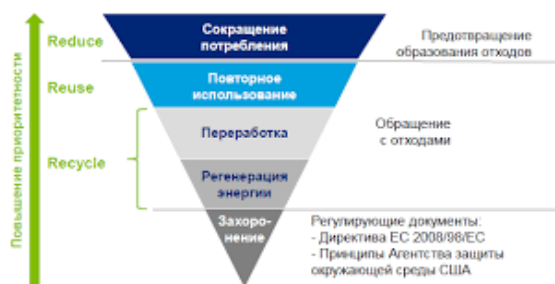 Повышение приоритетности
Reduce
Сокращение
потребления
Предотвращение
образования отходов
Reuse
Повторное
использование
Recycle
Переработка
Обращение
с отходами
Регенерация
энергии
Захоро-
нение
Регулирующие документы:
- Директива ЕС 2008/98/EC
- Принципы Агентства защиты
окружающей среды США